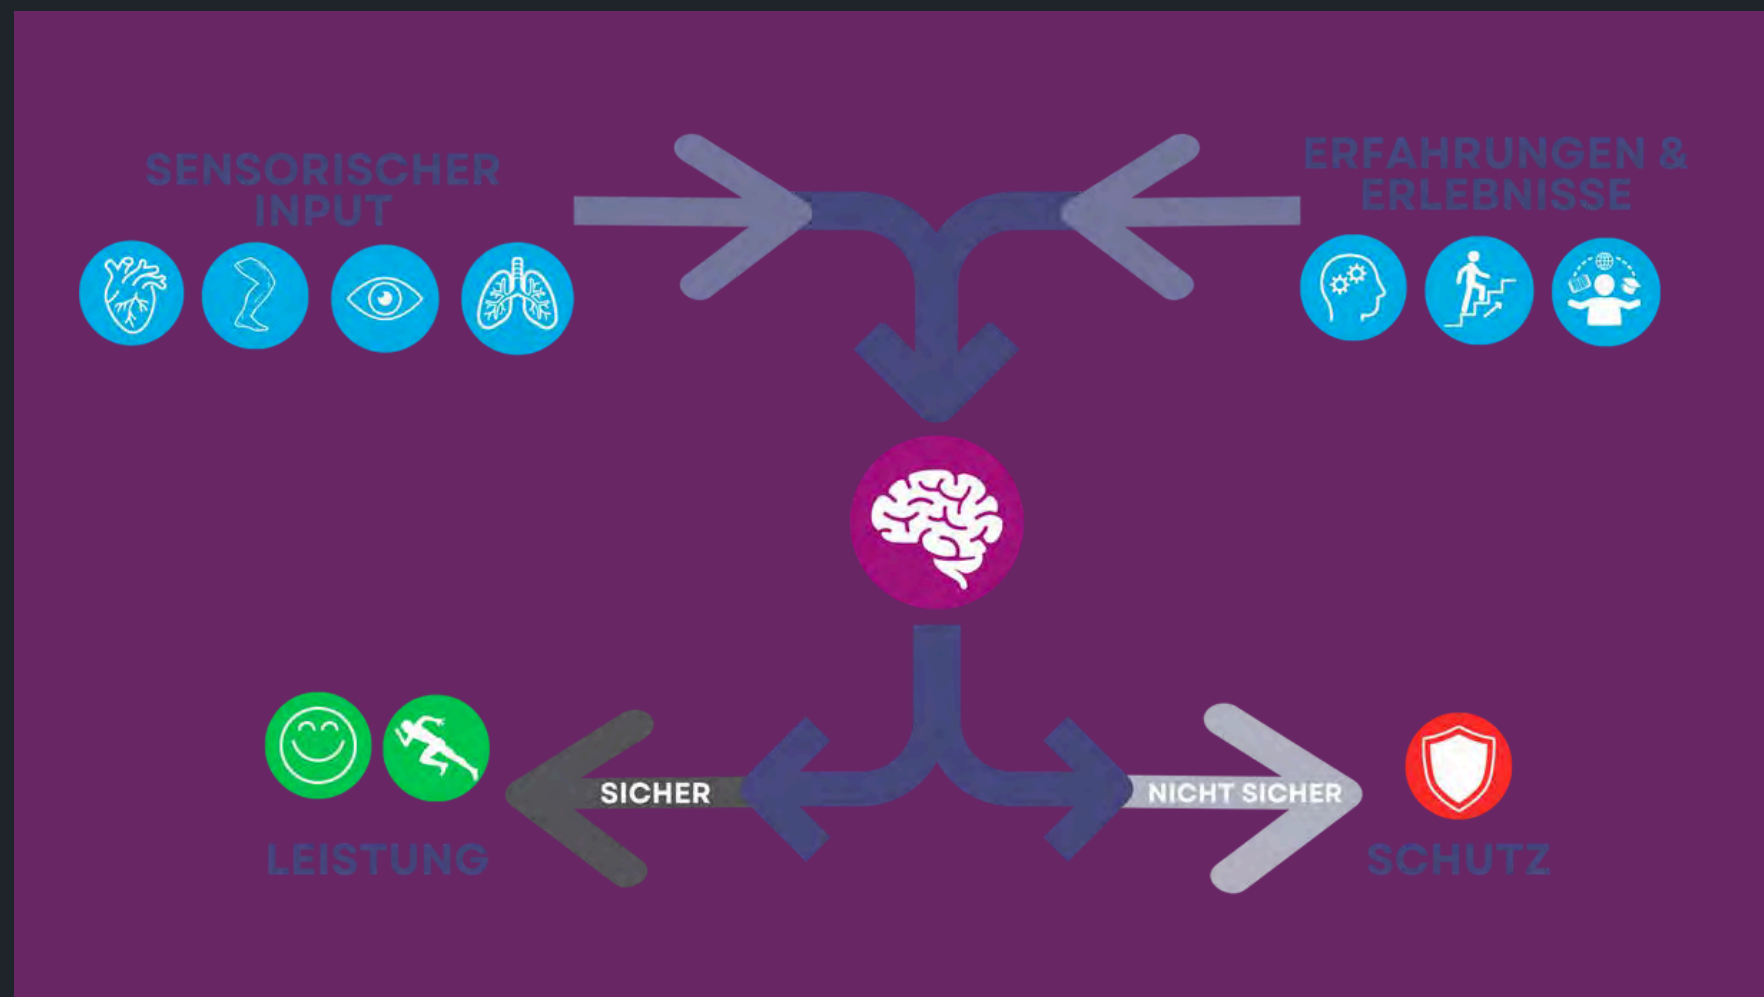 SENSORISCHER
INPUT
ERFAHRUNGEN &
ERLEBNISSE
SICHER
NICHT SICHER
LEISTUNG
SCHUTZ